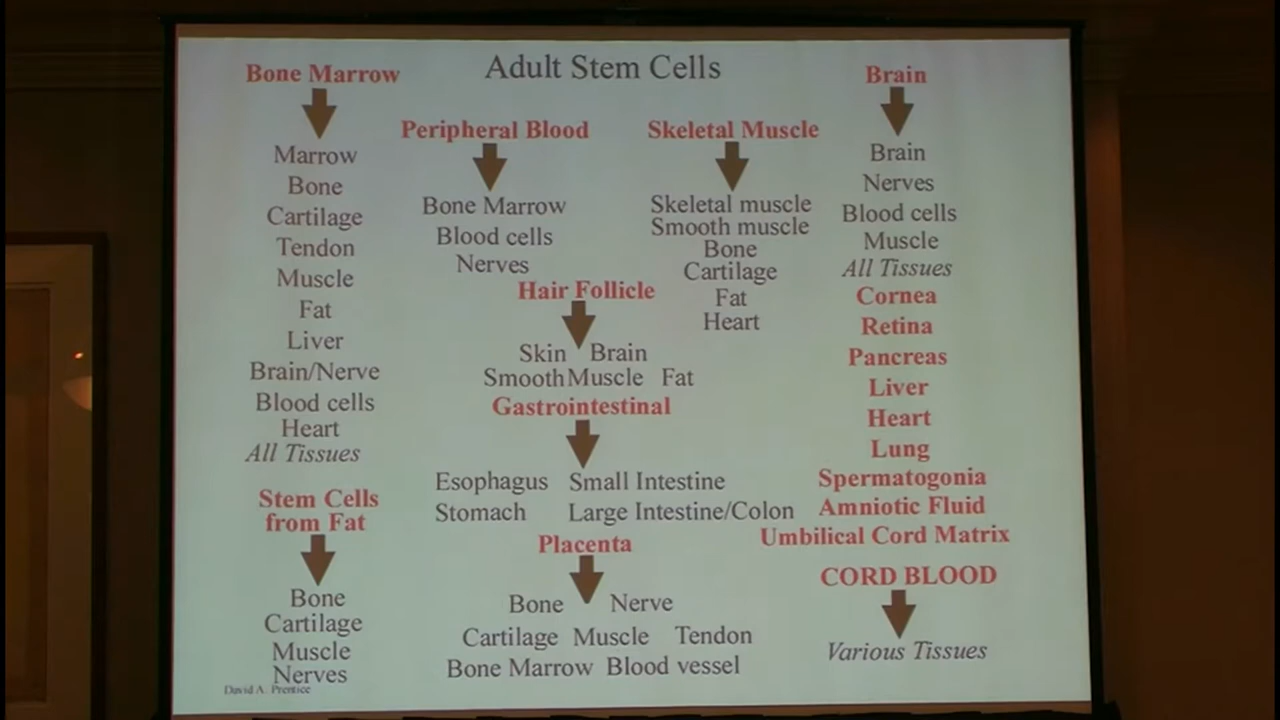 Adult Stem Cells
Bone Marrow
Marrow
Bone
Cartilage
Tendon
Muscle
Fat
Liver
Brain/Nerve
Blood cells
Heart
All Tissues
Stem Cells
from Fat
Bone
Cartilage
Muscle
Nerves
David A. Prentice
Peripheral Blood
Bone Marrow
Blood cells
Nerves
Skeletal Muscle
Skeletal muscle
Smooth muscle
Bone
Cartilage
Fat
Heart
Hair Follicle
Skin Brain
Smooth Muscle Fat
Gastrointestinal
Esophagus Small Intestine
Stomach Large Intestine/Colon
Placenta
Bone Nerve
Cartilage Muscle Tendon
Bone Marrow Blood vessel
Brain
Brain
Nerves
Blood cells
Muscle
All Tissues
Cornea
Retina
Pancreas
Liver
Heart
Lung
Spermatogonia
Amniotic Fluid
Umbilical Cord Matrix
CORD BLOOD
Various Tissues